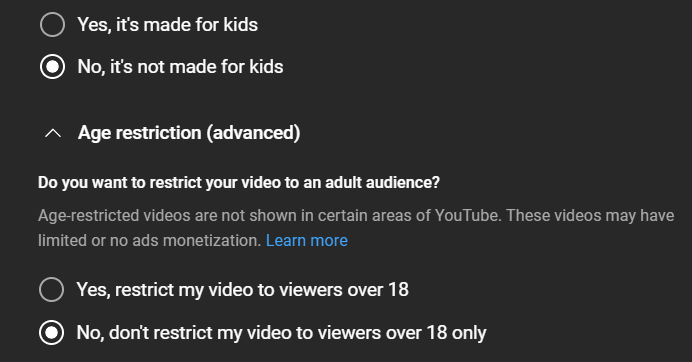 Yes, it's made for kids
No, it's not made for kids
Age restriction (advanced)
Do you want to restrict your video to an adult audience?
Age-restricted videos are not shown in certain areas of YouTube. These videos may have
limited or no ads monetization. Learn more
Yes, restrict my video to viewers over 18
No, don't restrict my video to viewers over 18 only